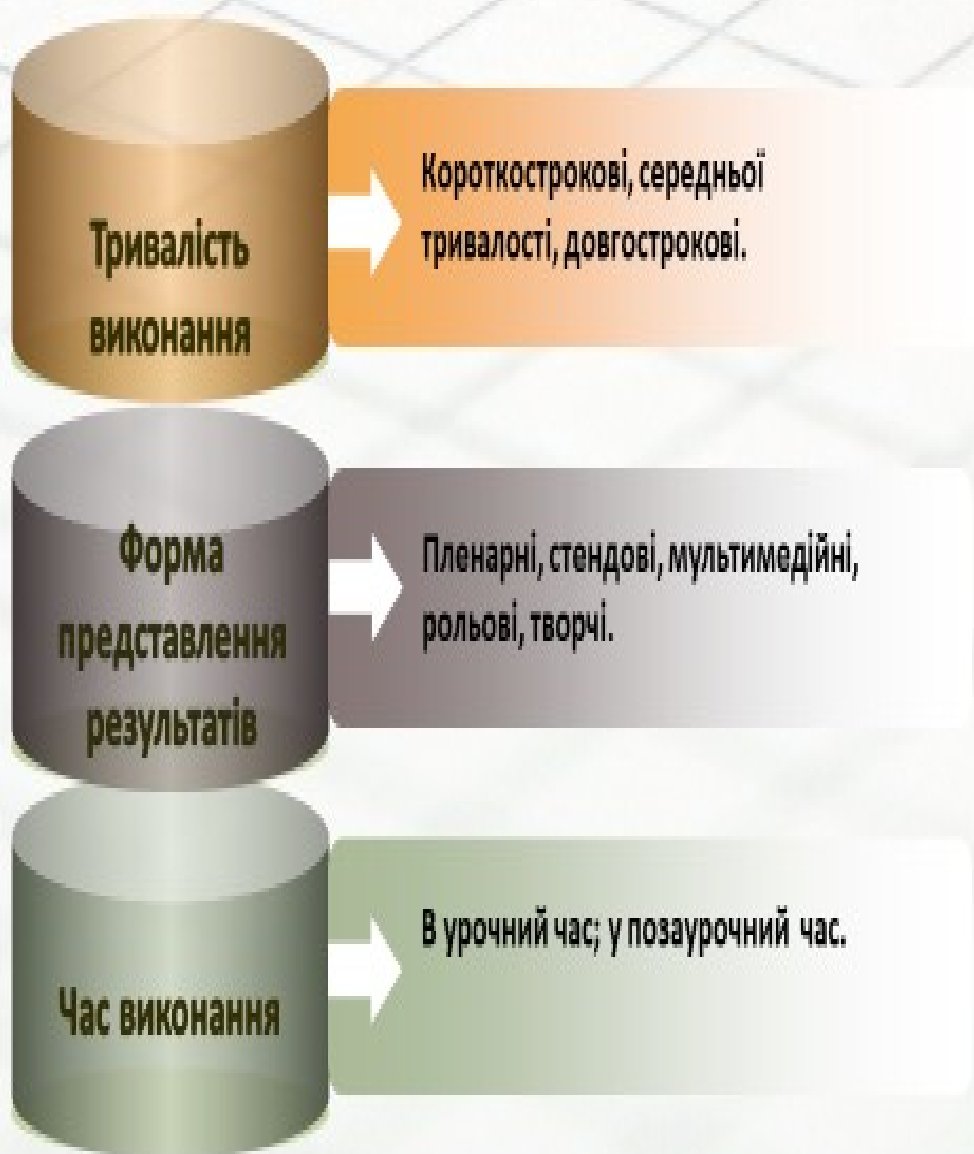 Тривалість
виконання
Короткострокові, середньої
тривалості, довгострокові.
Форма
представлення
результатів
Пленарні, стендові, мультимедійні,
рольові, творчі.
Час виконання
В урочний час; у позаурочний час.